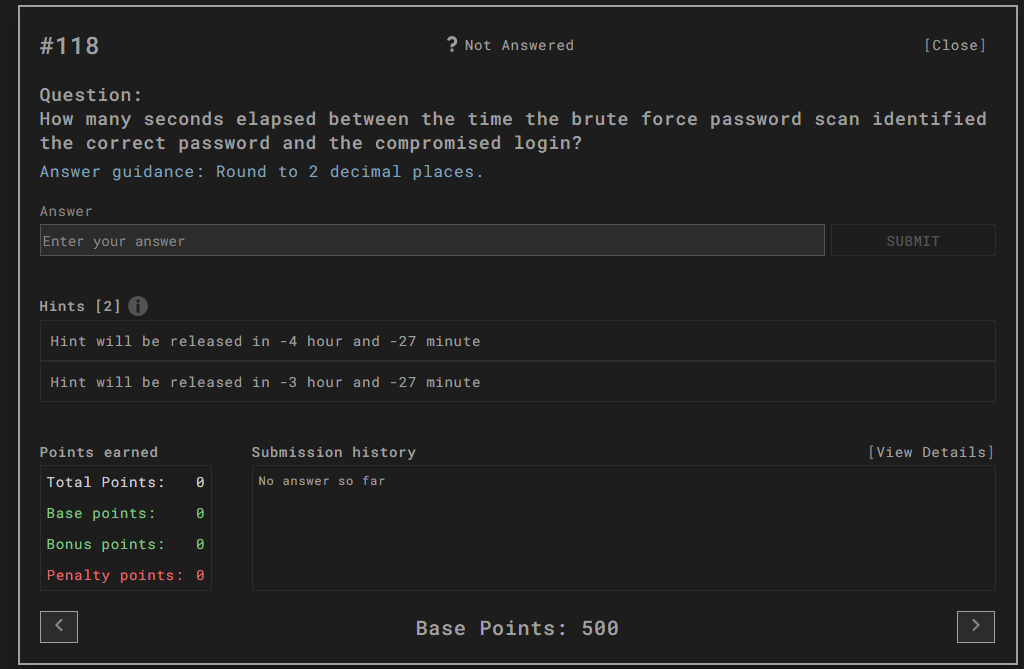 #118
? Not Answered
[Close]
Question:
How many seconds elapsed between the time the brute force password scan identified
the correct password and the compromised login?
Answer guidance: Round to 2 decimal places.
Answer
Enter your answer
SUBMIT
Hints [2] i
Hint will be released in -4 hour and -27 minute
Hint will be released in -3 hour and -27 minute
Points earned
Total Points: 0
Base points: 0
Bonus points: 0
Penalty points: 0
Submission history
[View Details]
No answer so far
Base Points: 500